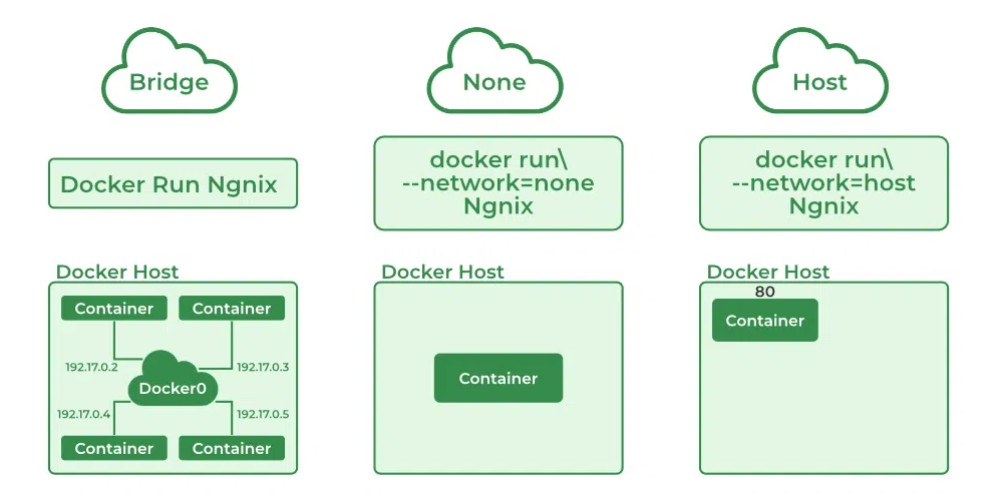 Bridge
None
Host
Docker Run Ngnix
docker run\
--network=none
Ngnix
docker run\
--network=host
Ngnix
Docker Host
Container
Container
192.17.0.2
192.17.0.3
Docker0
192.17.0.4
192.17.0.5
Container
Container
Docker Host
Container
Docker Host
80
Container